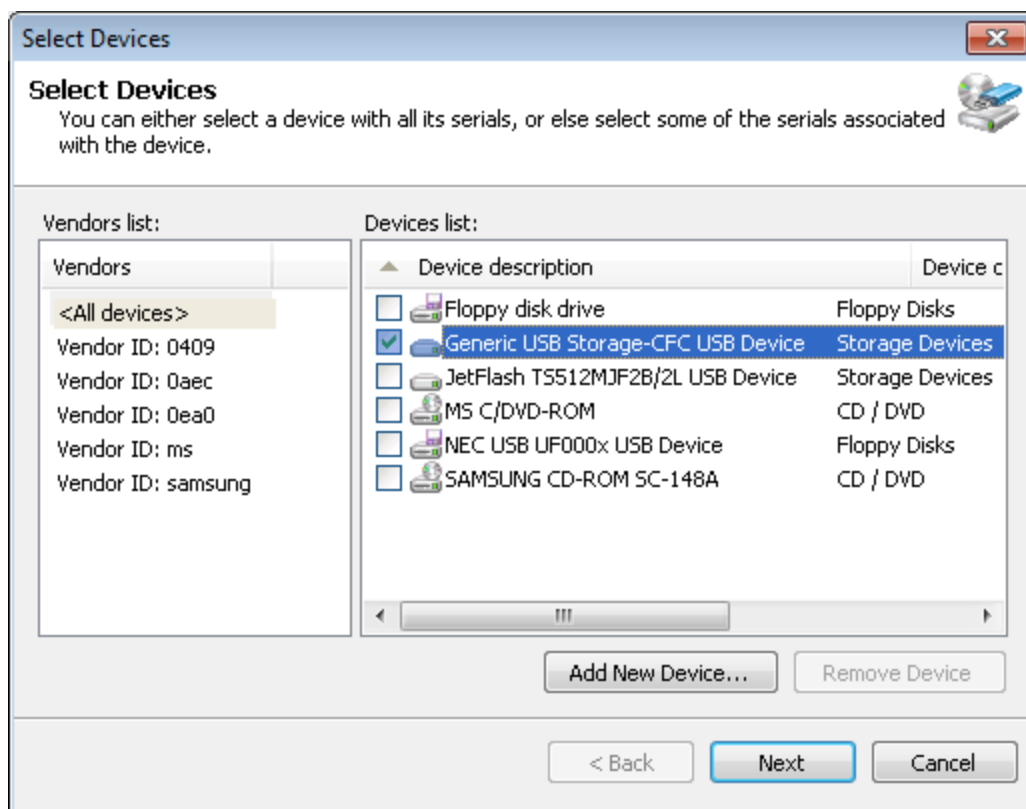 Select Devices
Select Devices
You can either select a device with all its serials, or else select some of the serials associated
with the device.
Vendors list:
Vendors
<All devices>
Vendor ID: 0409
Vendor ID: 0aec
Vendor ID: 0ea0
Vendor ID: ms
Vendor ID: samsung
Devices list:
Device description Device c
Floppy disk drive Floppy Disks
Generic USB Storage-CFC USB Device Storage Devices
JetFlash TS512MJF2B/2L USB Device Storage Devices
MS C/DVD-ROM CD / DVD
NEC USB UF000x USB Device Floppy Disks
SAMSUNG CD-ROM SC-148A CD / DVD
Add New Device... Remove Device
< Back Next Cancel